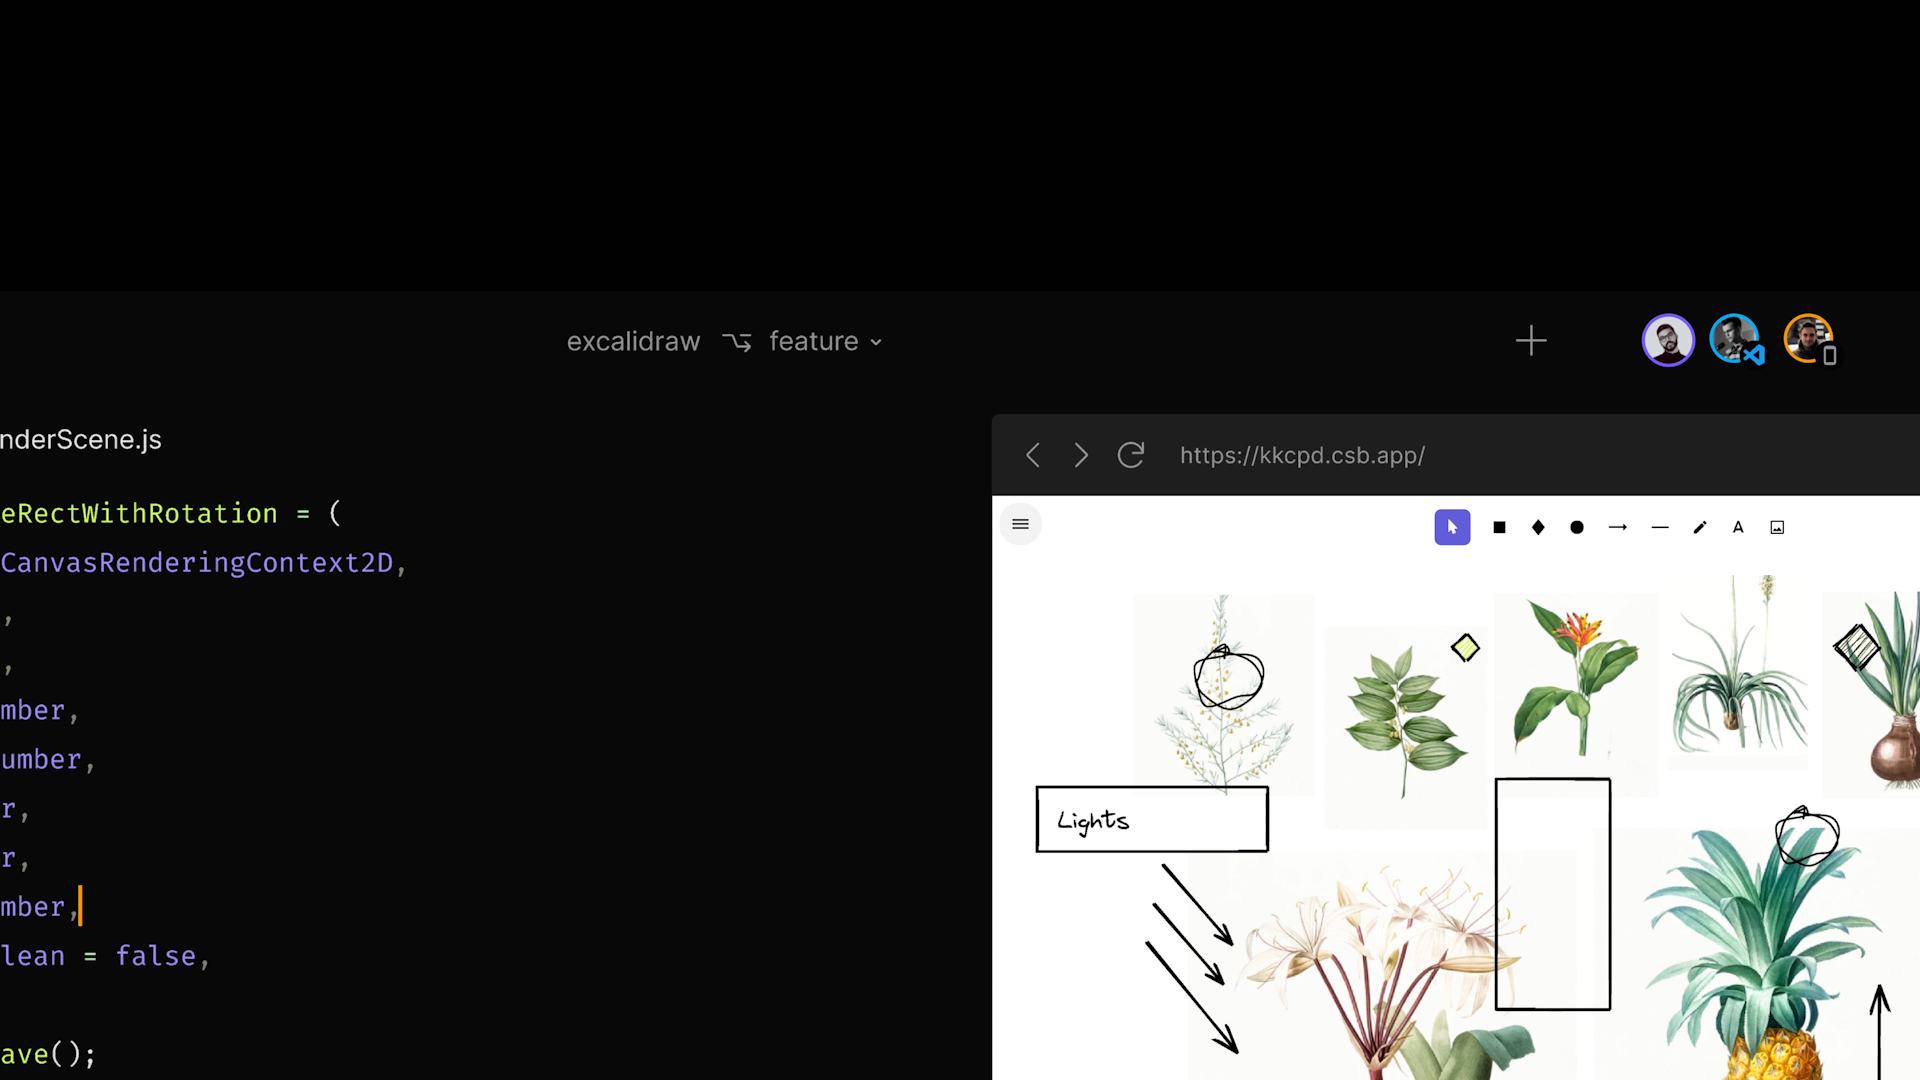 excalidraw feature
nderScene.js
https://kkcpd.csb.app/
eRectWithRotation = (
CanvasRenderingContext2D,
,
,
mber,
umber,
r,
r,
mber,
lean = false,
ave();
A
Lights